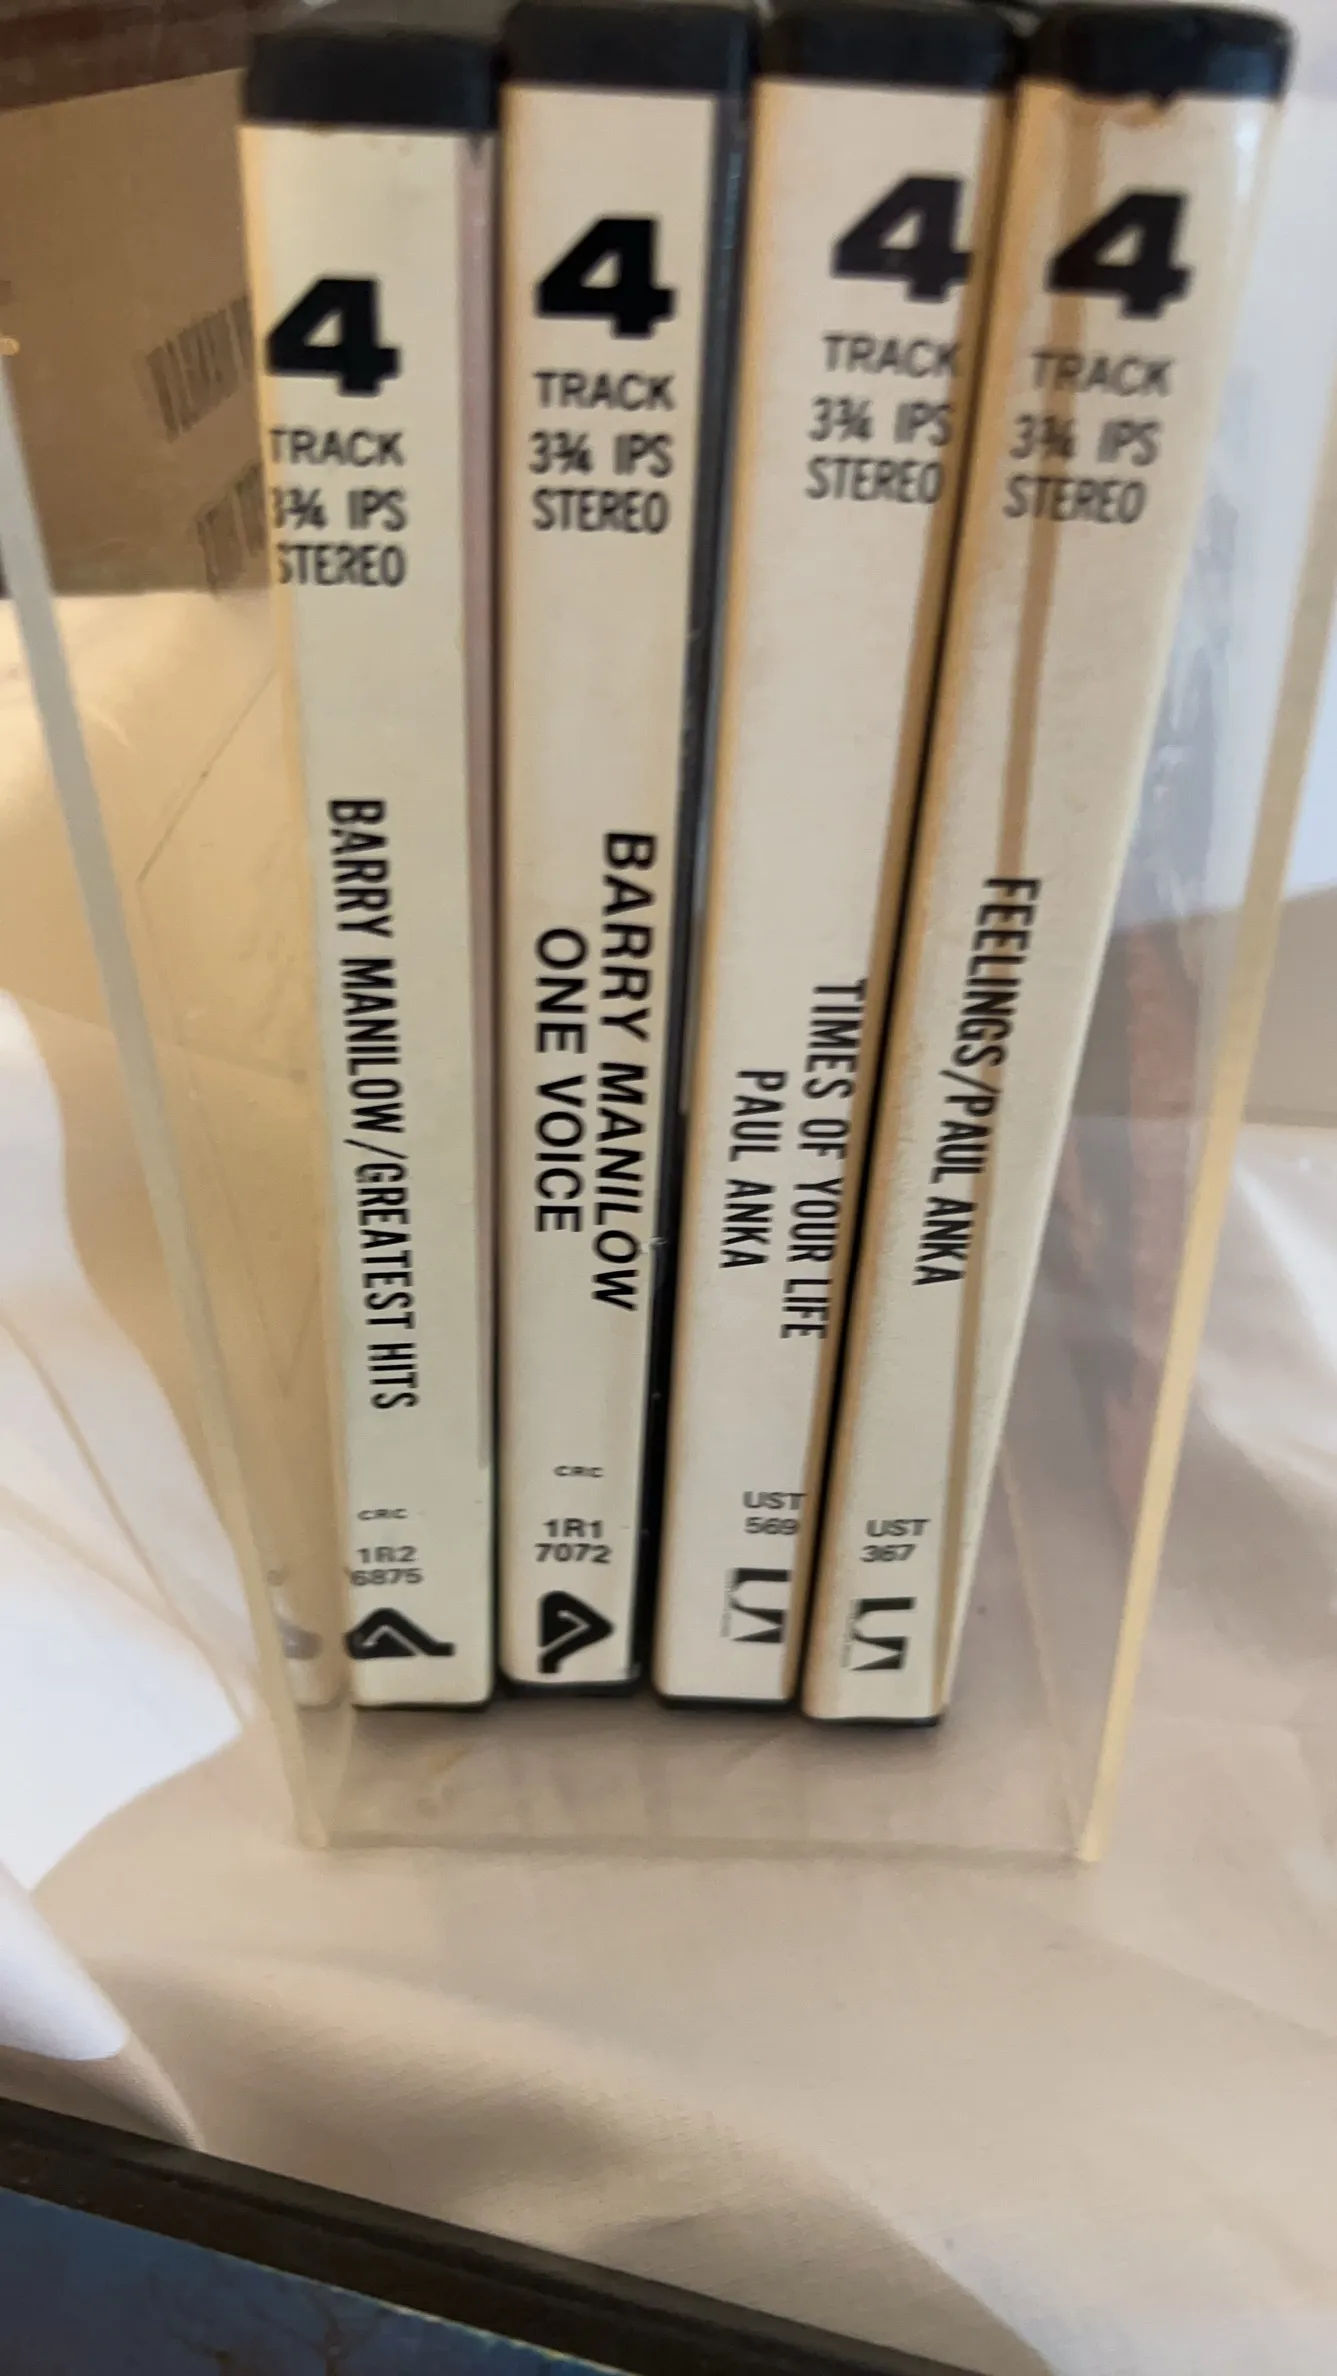 4
TRACK
3¾ IPS
STEREO
BARRY MANILOW/GREATEST HITS
CRC
1R2
6875
4
TRACK
3¾ IPS
STEREO
BARRY MANILOW
ONE VOICE
CRC
1R1
7072
4
TRACK
3¾ IPS
STEREO
TIMES OF YOUR LIFE
PAUL ANKA
UST
569
UA
4
TRACK
3¾ IPS
STEREO
FEELINGS/PAUL ANKA
UST
367
UA